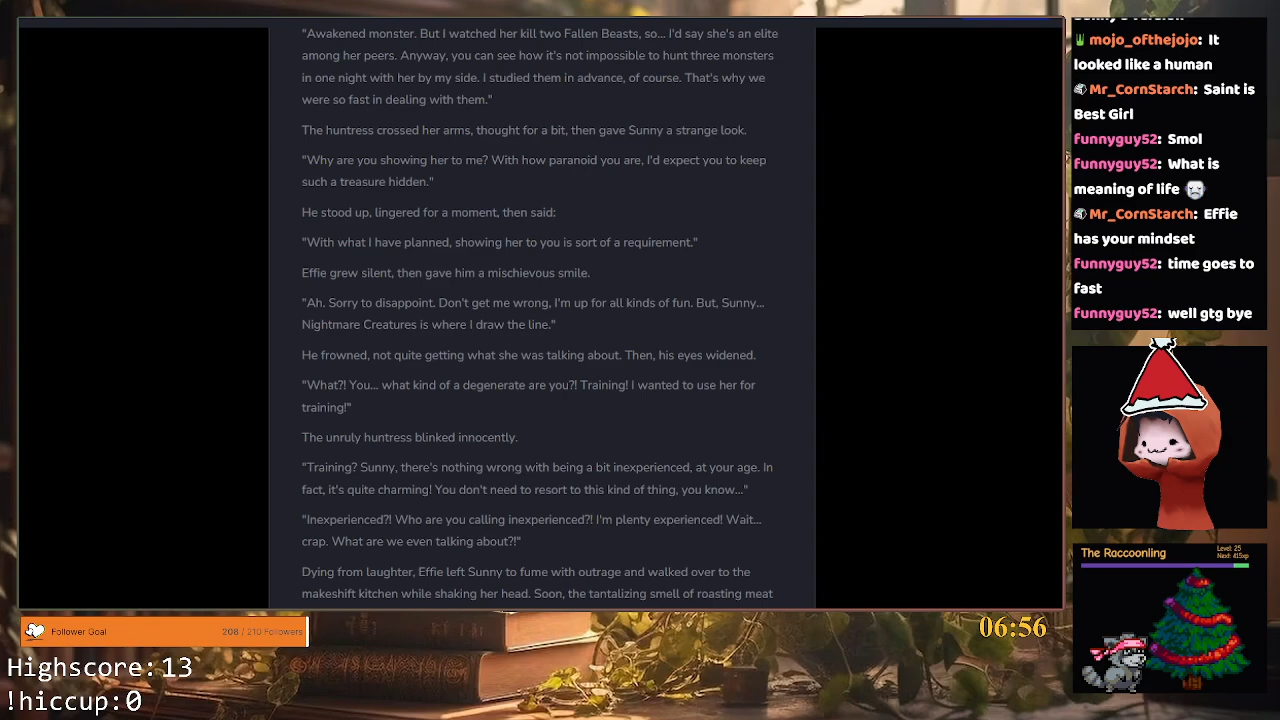 "Awakened monster. But I watched her kill two Fallen Beasts, so... I'd say she's an elite
among her peers. Anyway, you can see how it's not impossible to hunt three monsters
in one night with her by my side. I studied them in advance, of course. That's why we
were so fast in dealing with them."
The huntress crossed her arms, thought for a bit, then gave Sunny a strange look.
"Why are you showing her to me? With how paranoid you are, I'd expect you to keep
such a treasure hidden."
He stood up, lingered for a moment, then said:
"With what I have planned, showing her to you is sort of a requirement."
Effie grew silent, then gave him a mischievous smile.
"Ah. Sorry to disappoint. Don't get me wrong, I'm up for all kinds of fun. But, Sunny...
Nightmare Creatures is where I draw the line."
He frowned, not quite getting what she was talking about. Then, his eyes widened.
"What?! You... what kind of a degenerate are you?! Training! I wanted to use her for
training!"
The unruly huntress blinked innocently.
"Training? Sunny, there's nothing wrong with being a bit inexperienced, at your age. In
fact, it's quite charming! You don't need to resort to this kind of thing, you know..."
"Inexperienced?! Who are you calling inexperienced?! I'm plenty experienced! Wait...
crap. What are we even talking about?!"
Dying from laughter, Effie left Sunny to fume with outrage and walked over to the
makeshift kitchen while shaking her head. Soon, the tantalizing smell of roasting meat
mojo_ofthejojo: It
looked like a human
Mr_CornStarch: Saint is
Best Girl
funnyguy52: Smol
funnyguy52: What is
meaning of life
Mr_CornStarch: Effie
has your mindset
funnyguy52: time goes to
fast
funnyguy52: well gtg bye
The Raccoonling
Level: 25
Next: 415xp
Follower Goal
208 / 210 Followers
06:56
Highscore:13
!hiccup:0